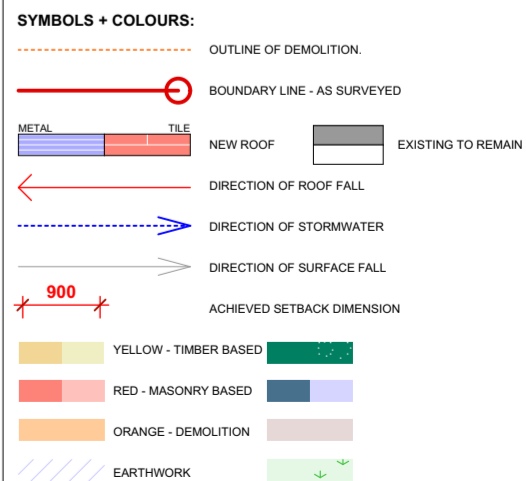 SYMBOLS + COLOURS:
OUTLINE OF DEMOLITION.
BOUNDARY LINE - AS SURVEYED
METAL TILE
NEW ROOF EXISTING TO REMAIN
DIRECTION OF ROOF FALL
DIRECTION OF STORMWATER
DIRECTION OF SURFACE FALL
900
ACHIEVED SETBACK DIMENSION
YELLOW - TIMBER BASED
RED - MASONRY BASED
ORANGE - DEMOLITION
EARTHWORK